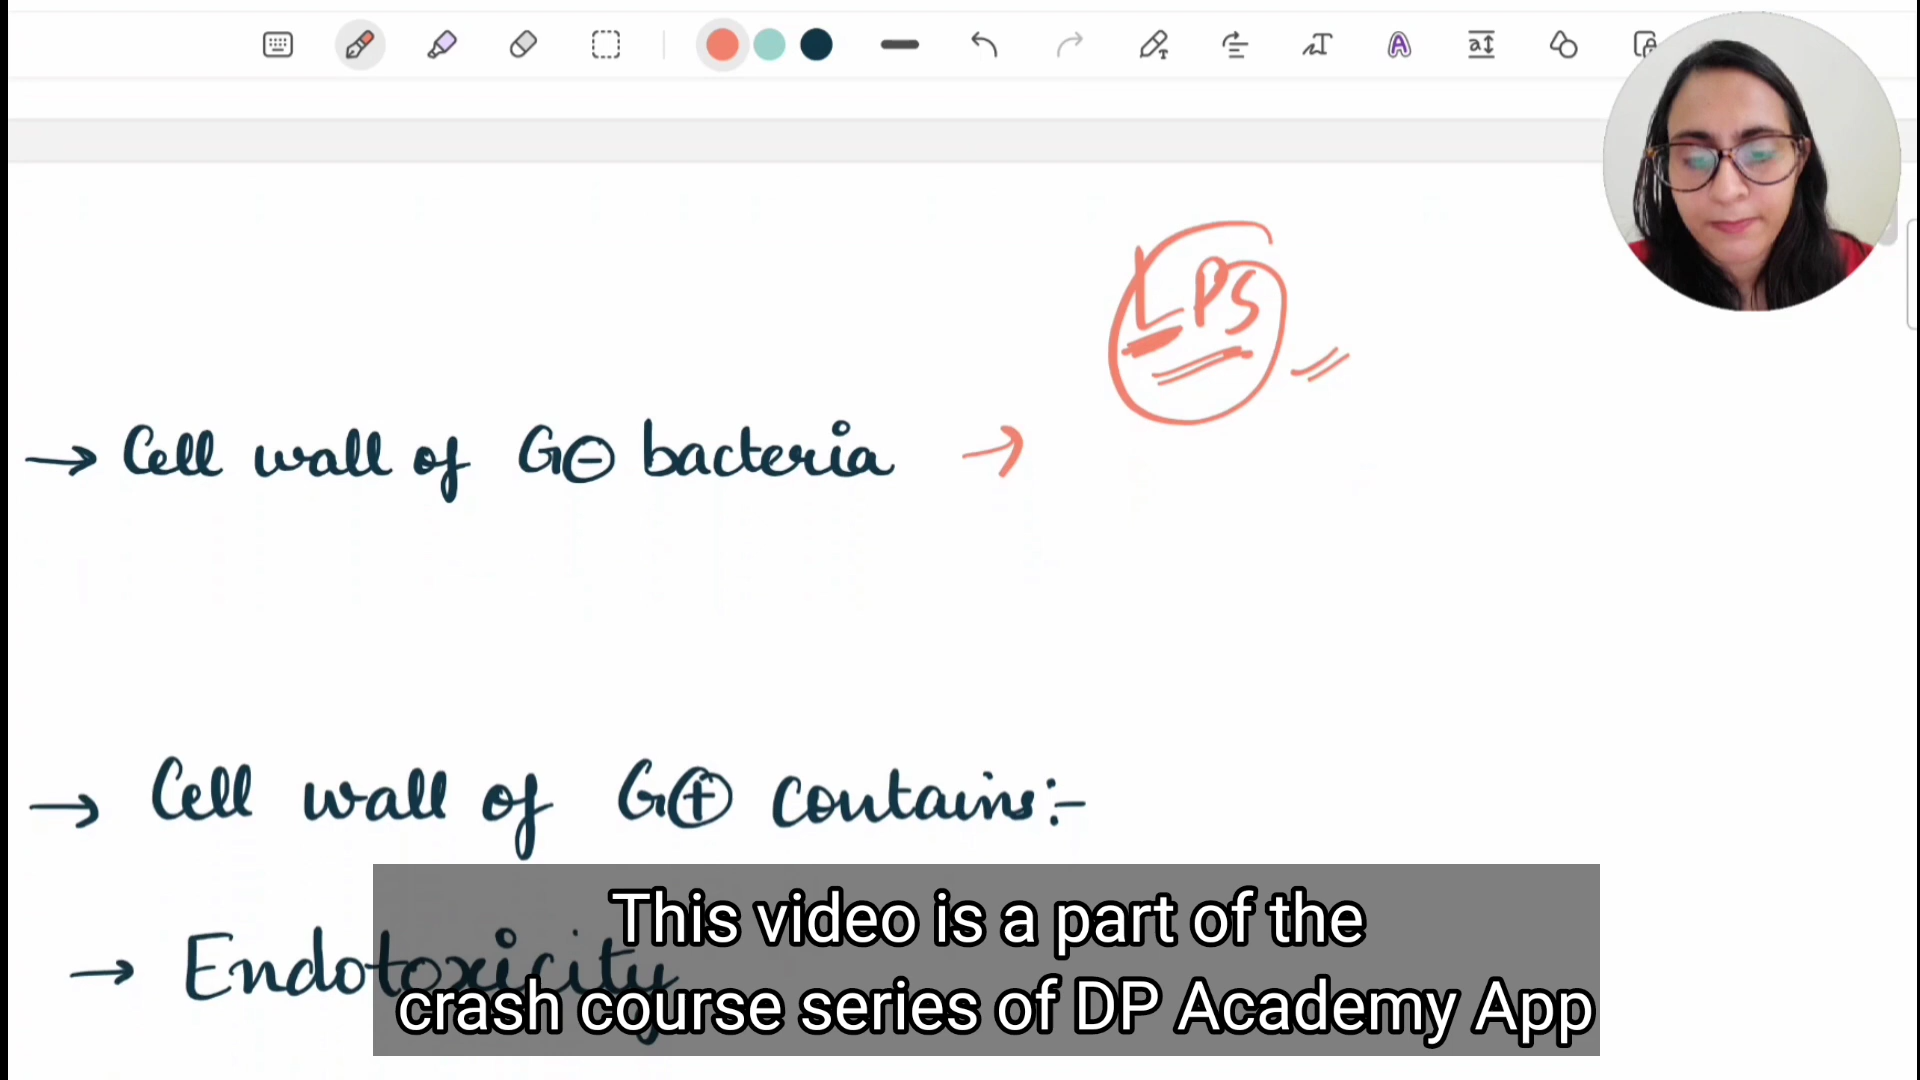 LPS
→ Cell wall of G⊖ bacteria →
→ Cell wall of G⊕ contains:-
→ Endotoxicity
This video is a part of the
crash course series of DP Academy App